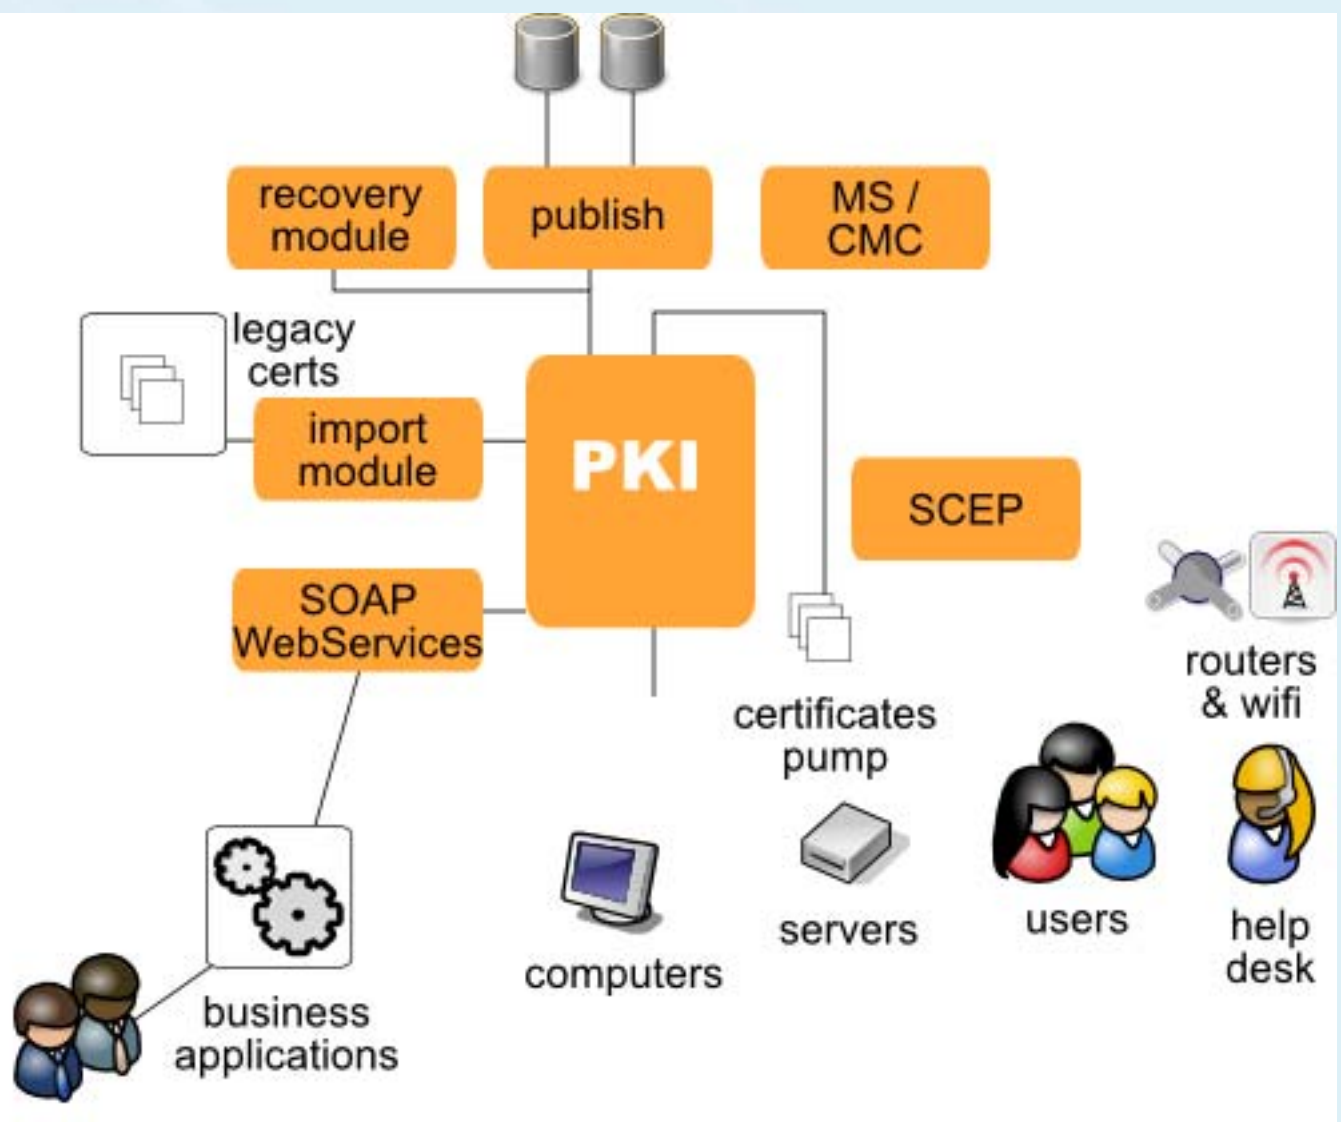 recovery
module
publish
MS /
CMC
legacy
certs
import
module
PKI
SCEP
SOAP
WebServices
routers
& wifi
certificates
pump
servers
users
help
desk
computers
business
applications